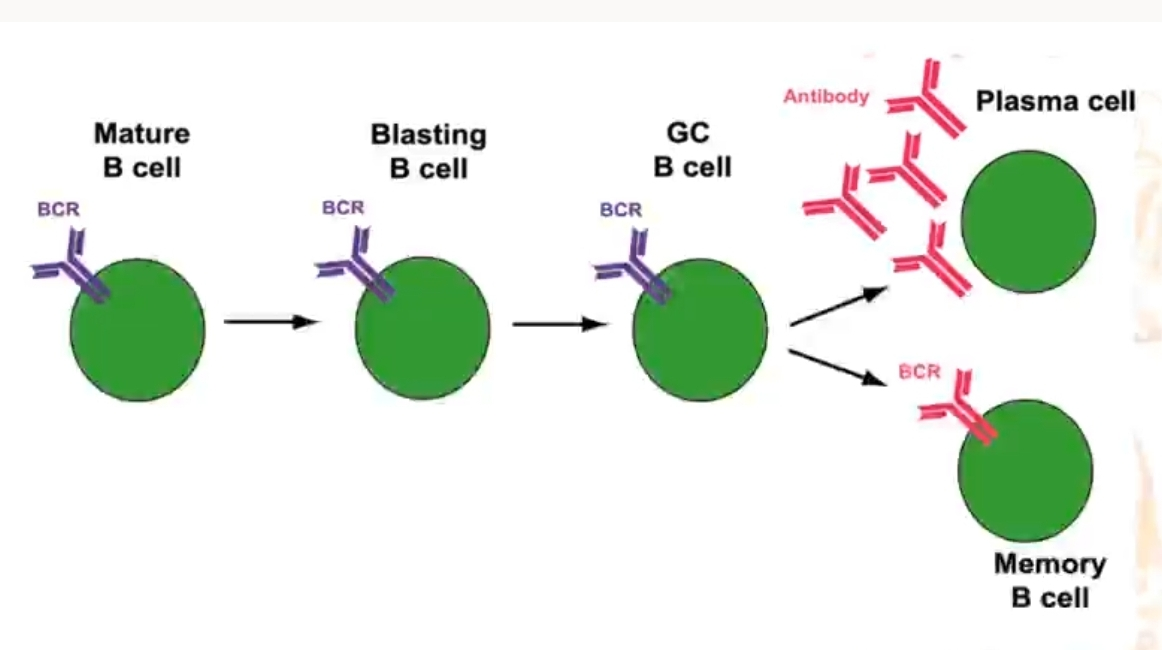 Mature
B cell
BCR
Blasting
B cell
BCR
GC
B cell
BCR
Antibody
Plasma cell
BCR
Memory
B cell